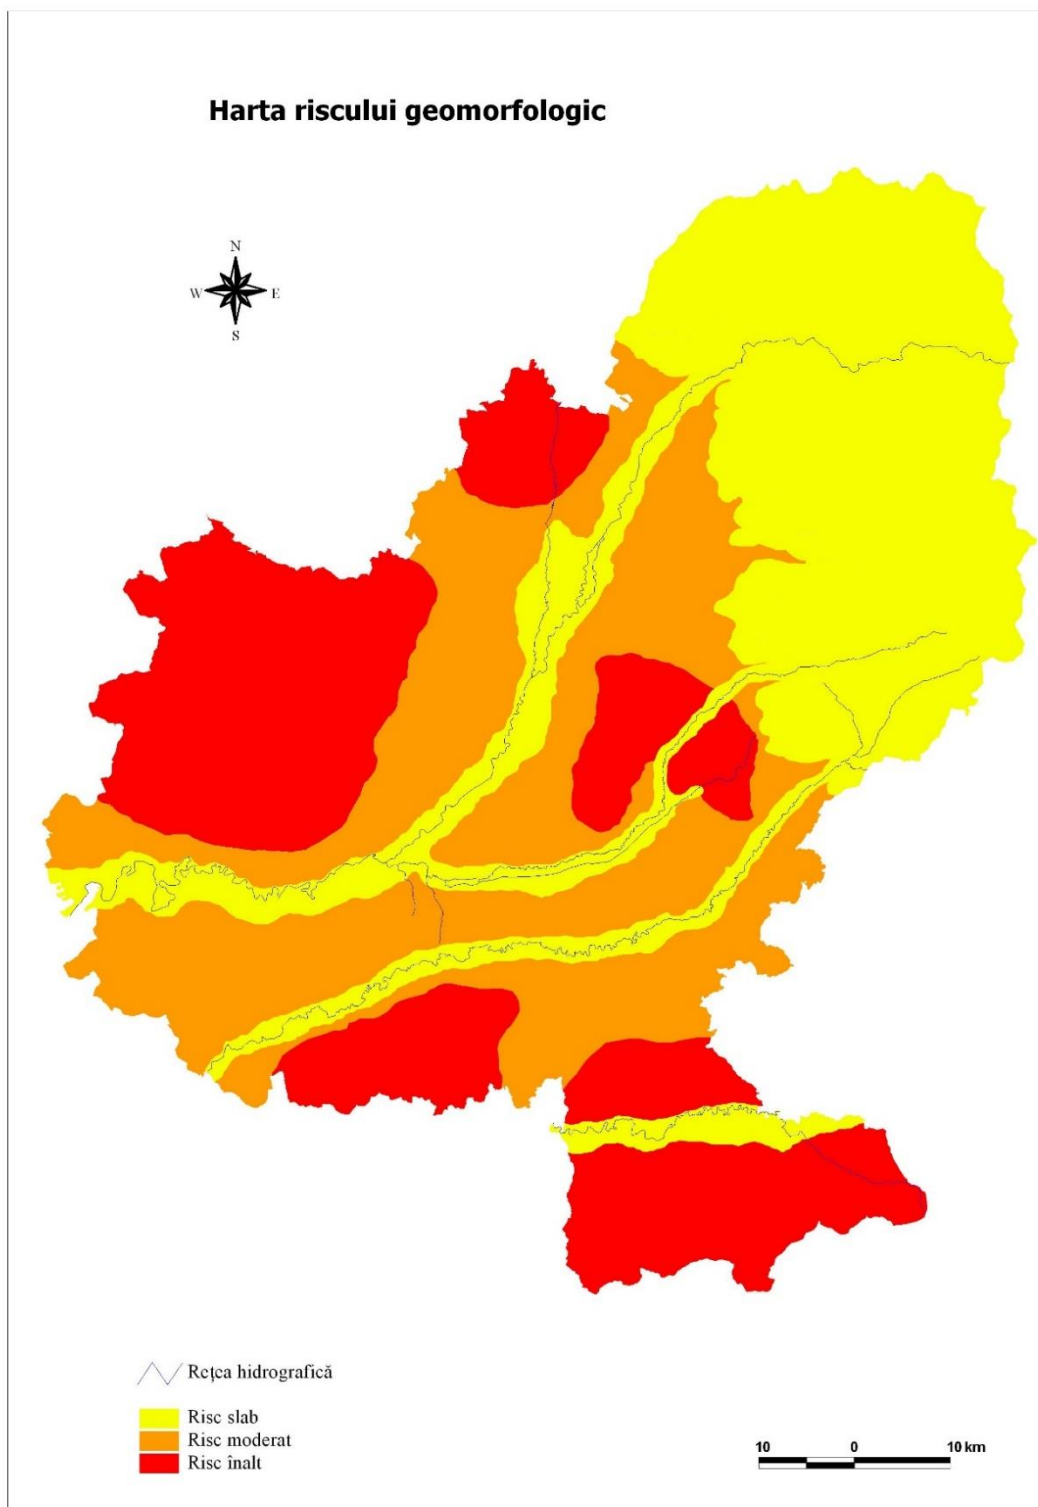 Harta riscului geomorfologic
N
W E
S
Rețea hidrografică
Risc slab
Risc moderat
Risc înalt
10 0 10 km